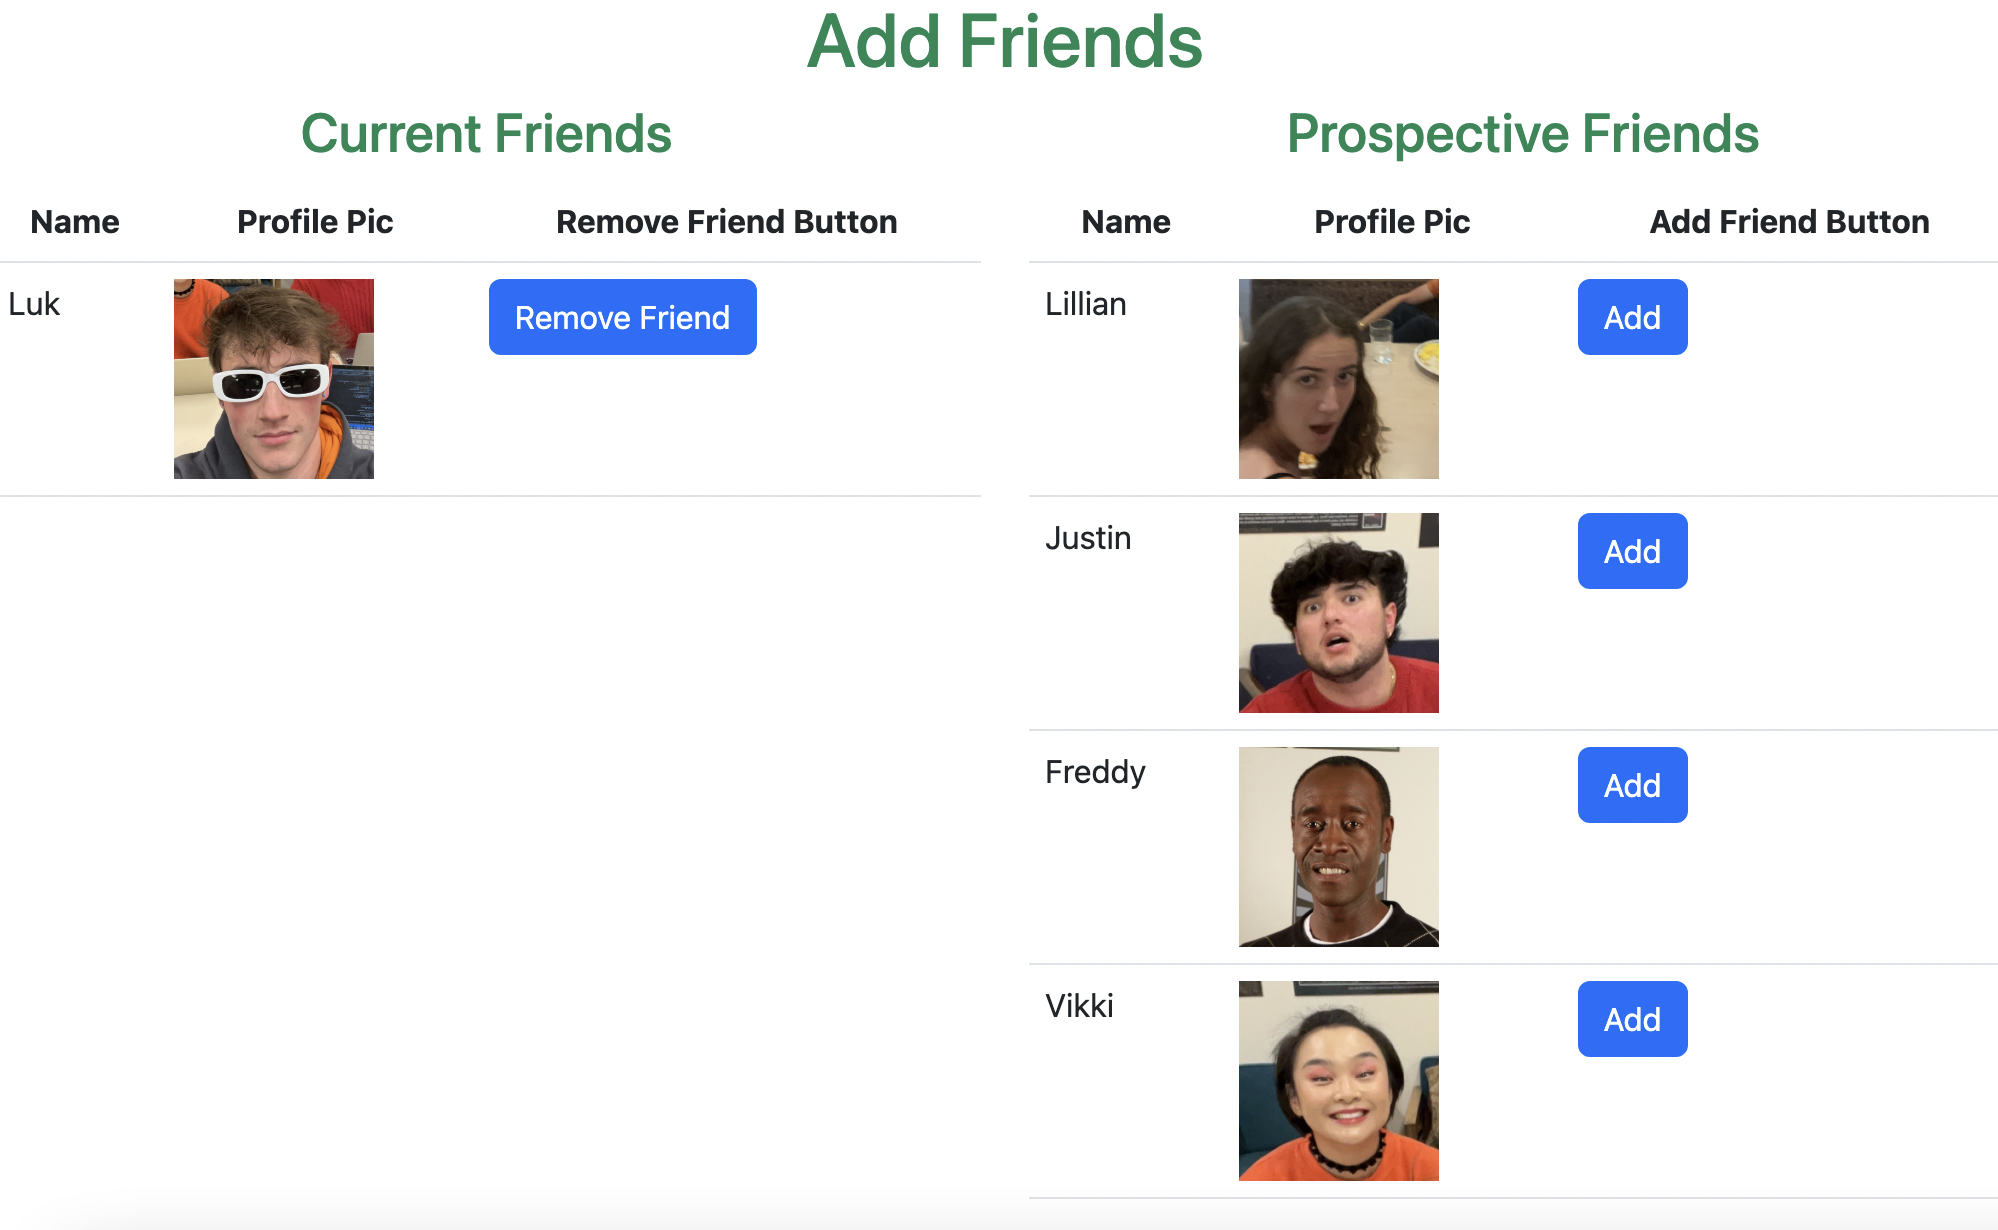 Add Friends
Current Friends
Name Profile Pic Remove Friend Button
Luk Remove Friend
Prospective Friends
Name Profile Pic Add Friend Button
Lillian Add
Justin Add
Freddy Add
Vikki Add